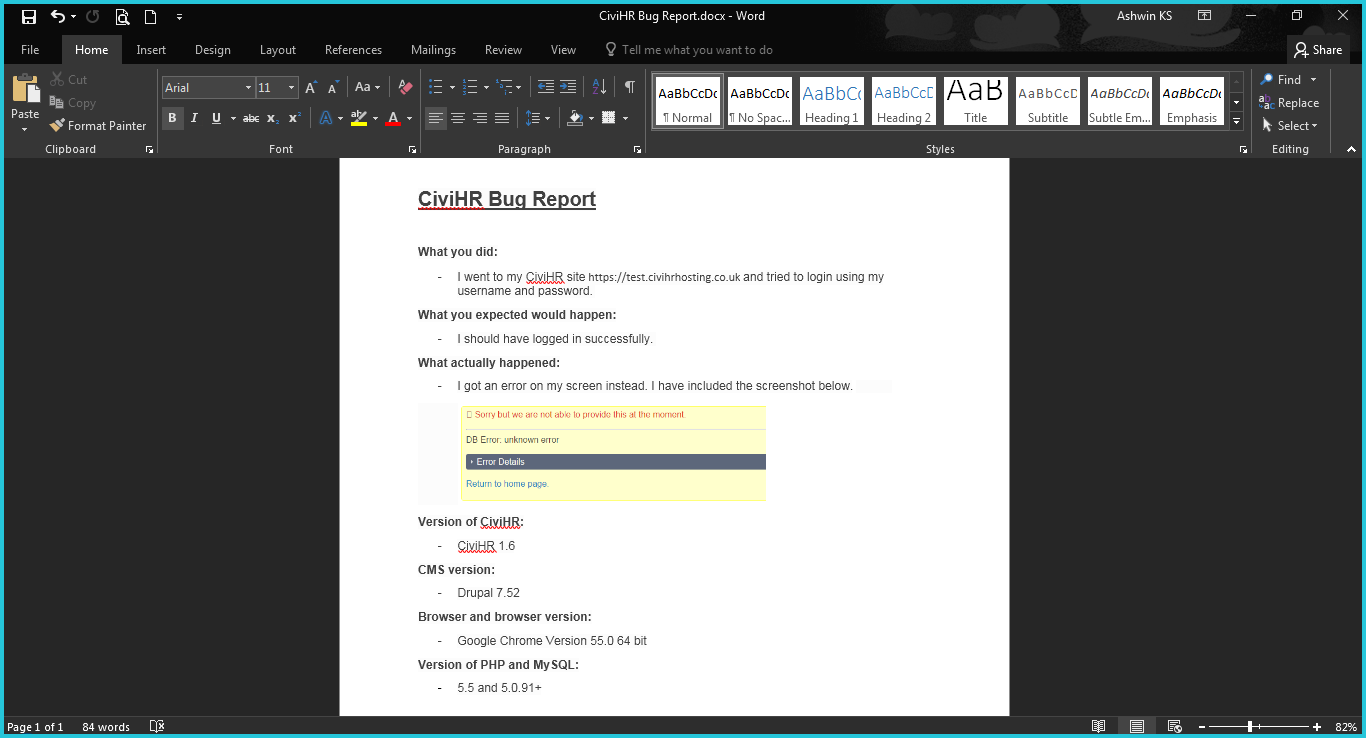 CiviHR Bug Report.docx - Word
Ashwin KS
File Home Insert Design Layout References Mailings Review View Tell me what you want to do
Share
Paste
Cut
Copy
Format Painter
Clipboard
Arial 11
Aa
B I U abc x₂ x²
A A
Font
Paragraph
AaBbCcDc AaBbCcDc AaBbC AaBbCcD AaB AaBbCcD AaBbCcDc AaBbCcDc
¶ Normal ¶ No Spac... Heading 1 Heading 2 Title Subtitle Subtle Em... Emphasis
Styles
Find
Replace
Select
Editing
CiviHR Bug Report
What you did:
- I went to my CiviHR site https://test.civihrhosting.co.uk and tried to login using my
username and password.
What you expected would happen:
- I should have logged in successfully.
What actually happened:
- I got an error on my screen instead. I have included the screenshot below.
Sorry but we are not able to provide this at the moment.
DB Error: unknown error
Error Details
Return to home page.
Version of CiviHR:
- CiviHR 1.6
CMS version:
- Drupal 7.52
Browser and browser version:
- Google Chrome Version 55.0 64 bit
Version of PHP and MySQL:
- 5.5 and 5.0.91+
Page 1 of 1 84 words
82%